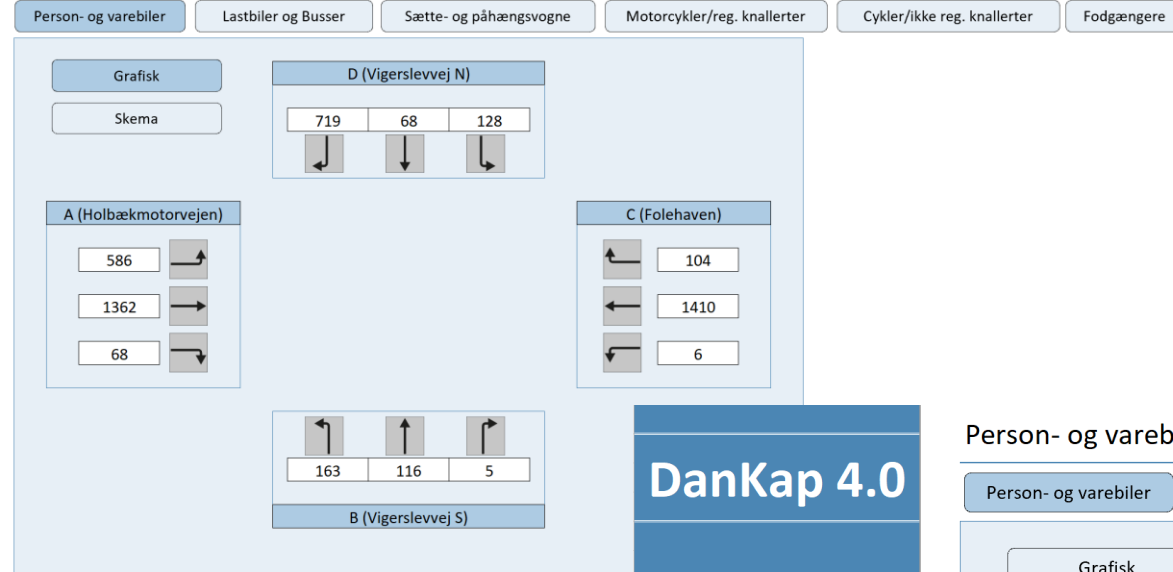 Person- og varebiler
Lastbiler og Busser
Sætte- og påhængsvogne
Motorcykler/reg. knallerter
Cykler/ikke reg. knallerter
Fodgængere
Grafisk
Skema
D (Vigerslevvej N)
719 68 128
A (Holbækmotorvejen)
586
1362
68
C (Folehaven)
104
1410
6
163 116 5
B (Vigerslevvej S)
DanKap 4.0
Person- og vareb
Person- og varebiler
Grafisk